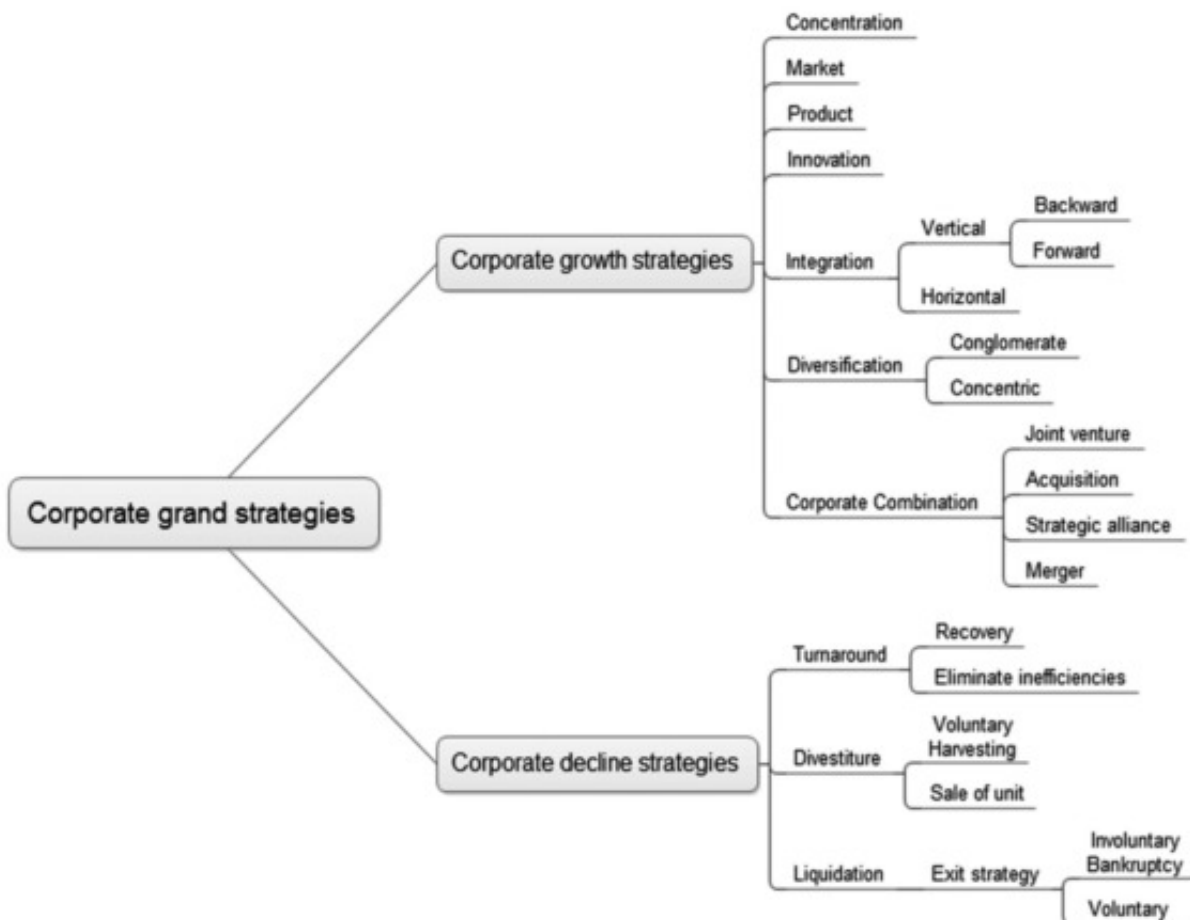 Concentration
Market
Product
Innovation
Backward
Vertical
Forward
Corporate growth strategies
Integration
Horizontal
Conglomerate
Diversification
Concentric
Joint venture
Acquisition
Corporate Combination
Strategic alliance
Merger
Corporate grand strategies
Recovery
Turnaround
Eliminate inefficiencies
Voluntary
Harvesting
Corporate decline strategies
Divestiture
Sale of unit
Involuntary
Bankruptcy
Liquidation
Exit strategy
Voluntary